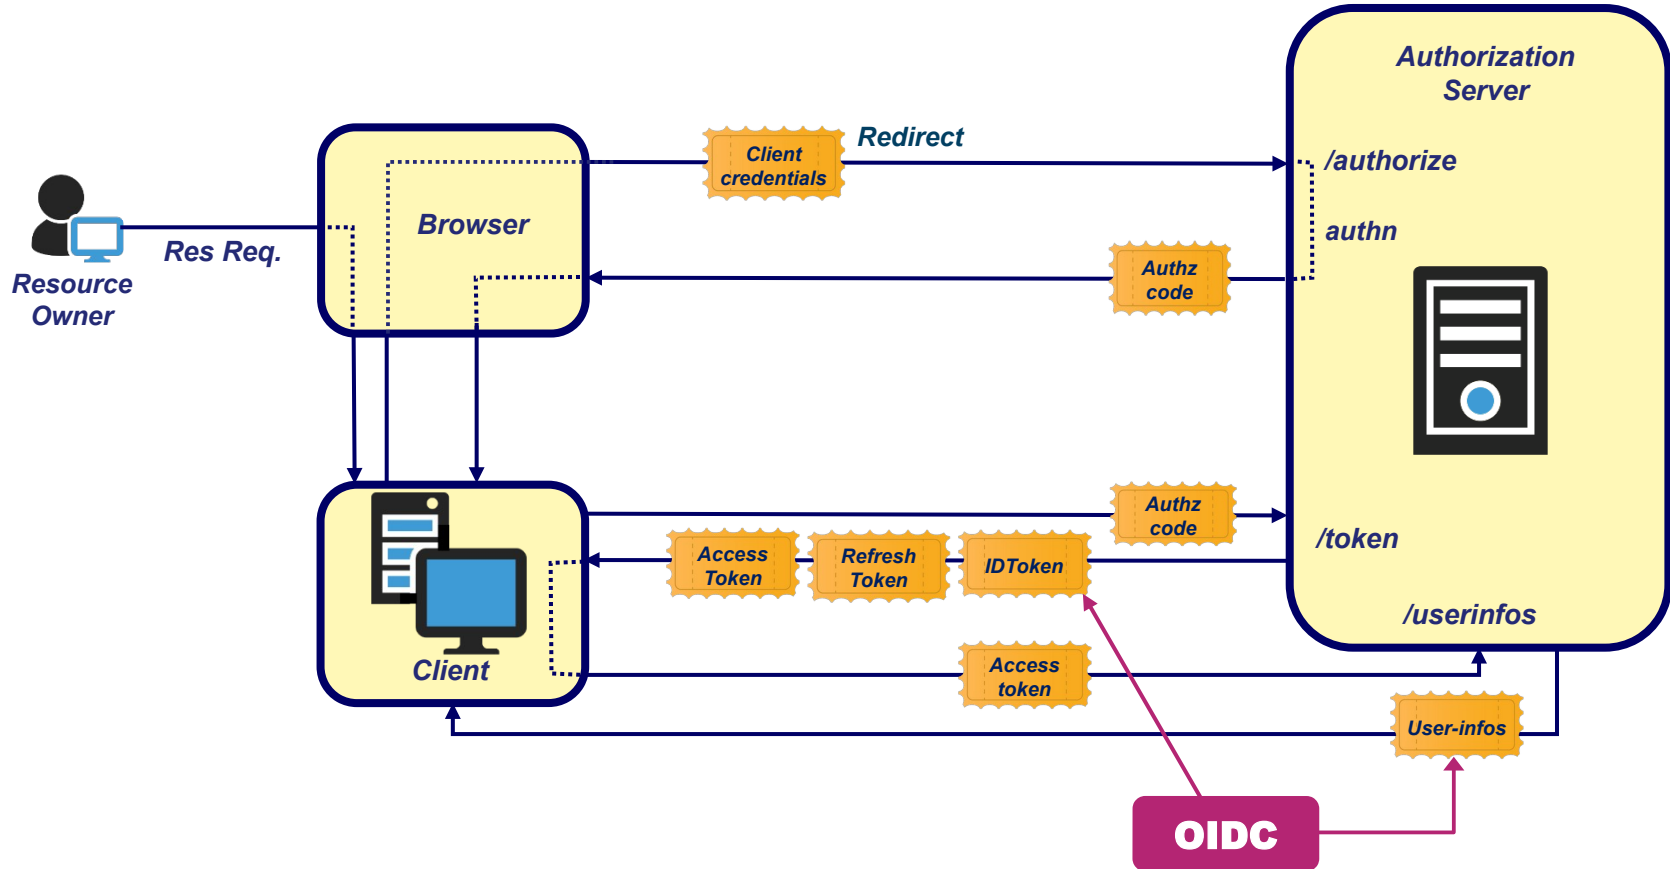 Authorization
Server
Redirect
Client
credentials
/authorize
Browser
authn
Res Req.
Resource
Owner
Authz
code
Authz
code
/token
Access
Token
Refresh
Token
IDToken
/userinfos
Client
Access
token
User-infos
OIDC